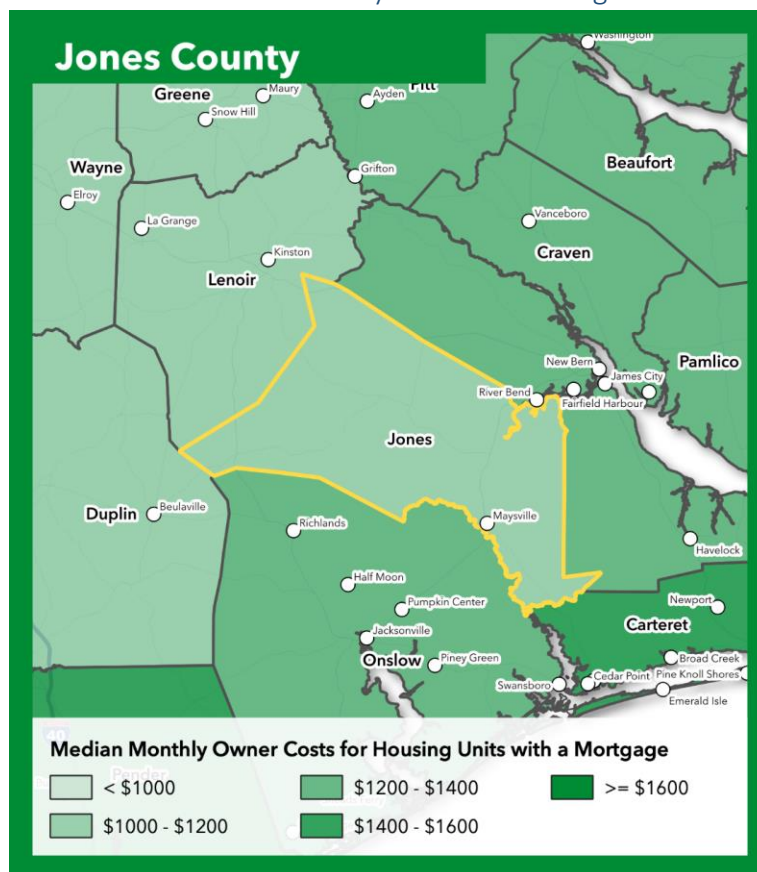 Jones County
Washington
Maury
Greene
Ayden
Pitt
Snow Hill
Beaufort
Wayne
Grifton
Elroy
La Grange
Vanceboro
Craven
Kinston
Lenoir
New Bern
Pamlico
James City
River Bend
Fairfield Harbour
Jones
Duplin
Beulaville
Maysville
Richlands
Havelock
Half Moon
Newport
Pumpkin Center
Carteret
Jacksonville
Onslow
Piney Green
Broad Creek
Swansboro
Cedar Point
Pine Knoll Shores
Emerald Isle
40
Median Monthly Owner Costs for Housing Units with a Mortgage
Pender
< $1000
$1200 - $1400
>= $1600
$1000 - $1200
$1400 - $1600